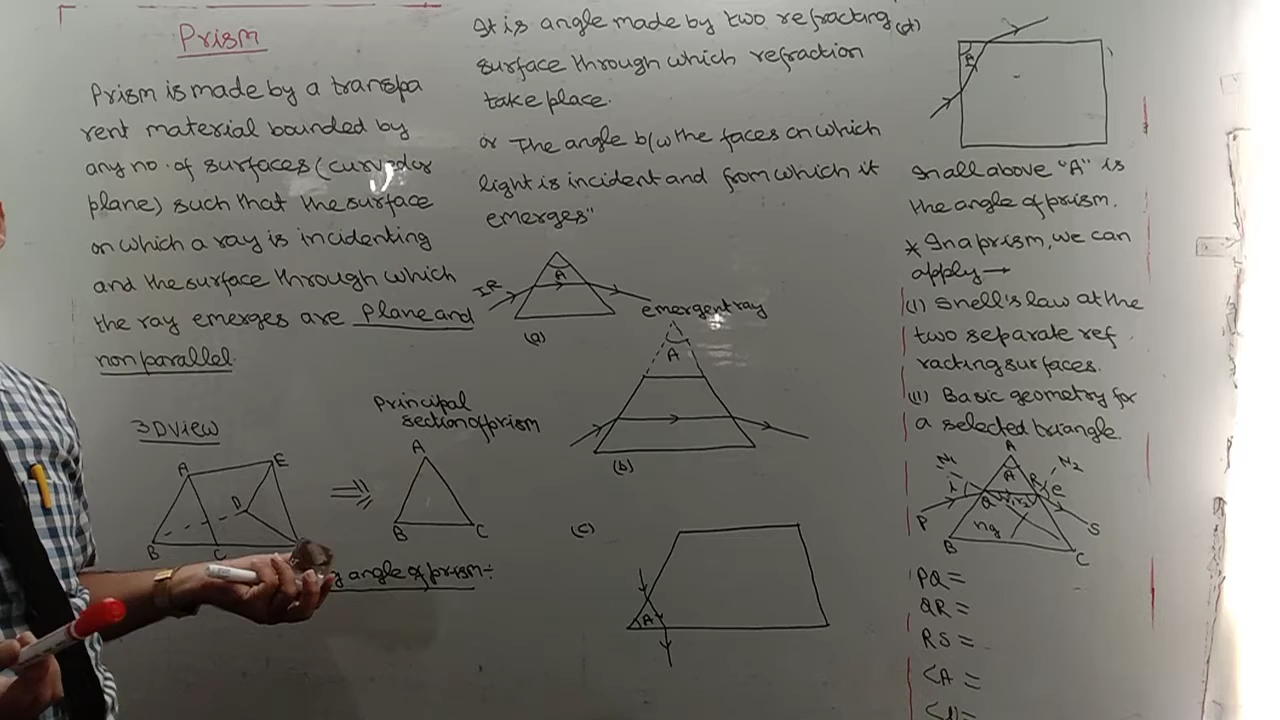 Prism
Prism is made by a transpa
rent material bounded by
any no. of surfaces (curved or
plane) such that the surface
on which a ray is incidenting
and the surface through which
the ray emerges are plane and
non parallel.
3D VIEW
A
E
D
B
C
Principal
section of prism
A
B
C
angle of prism:-
It is angle made by two refracting
surface through which refraction
take place.
or The angle b/w the faces on which
light is incident and from which it
emerges"
IR
A
emergent ray
(a)
A
(b)
(c)
A
(d)
A
In all above "A" is
the angle of prism.
* In a prism, we can
apply →
(i) Snell's law at the
two separate ref
racting surfaces.
(ii) Basic geometry for
a selected triangle.
A
N1
N2
A
i
Q
R
e
r1
r2
P
S
ng
B
C
PQ =
QR =
RS =
<A =